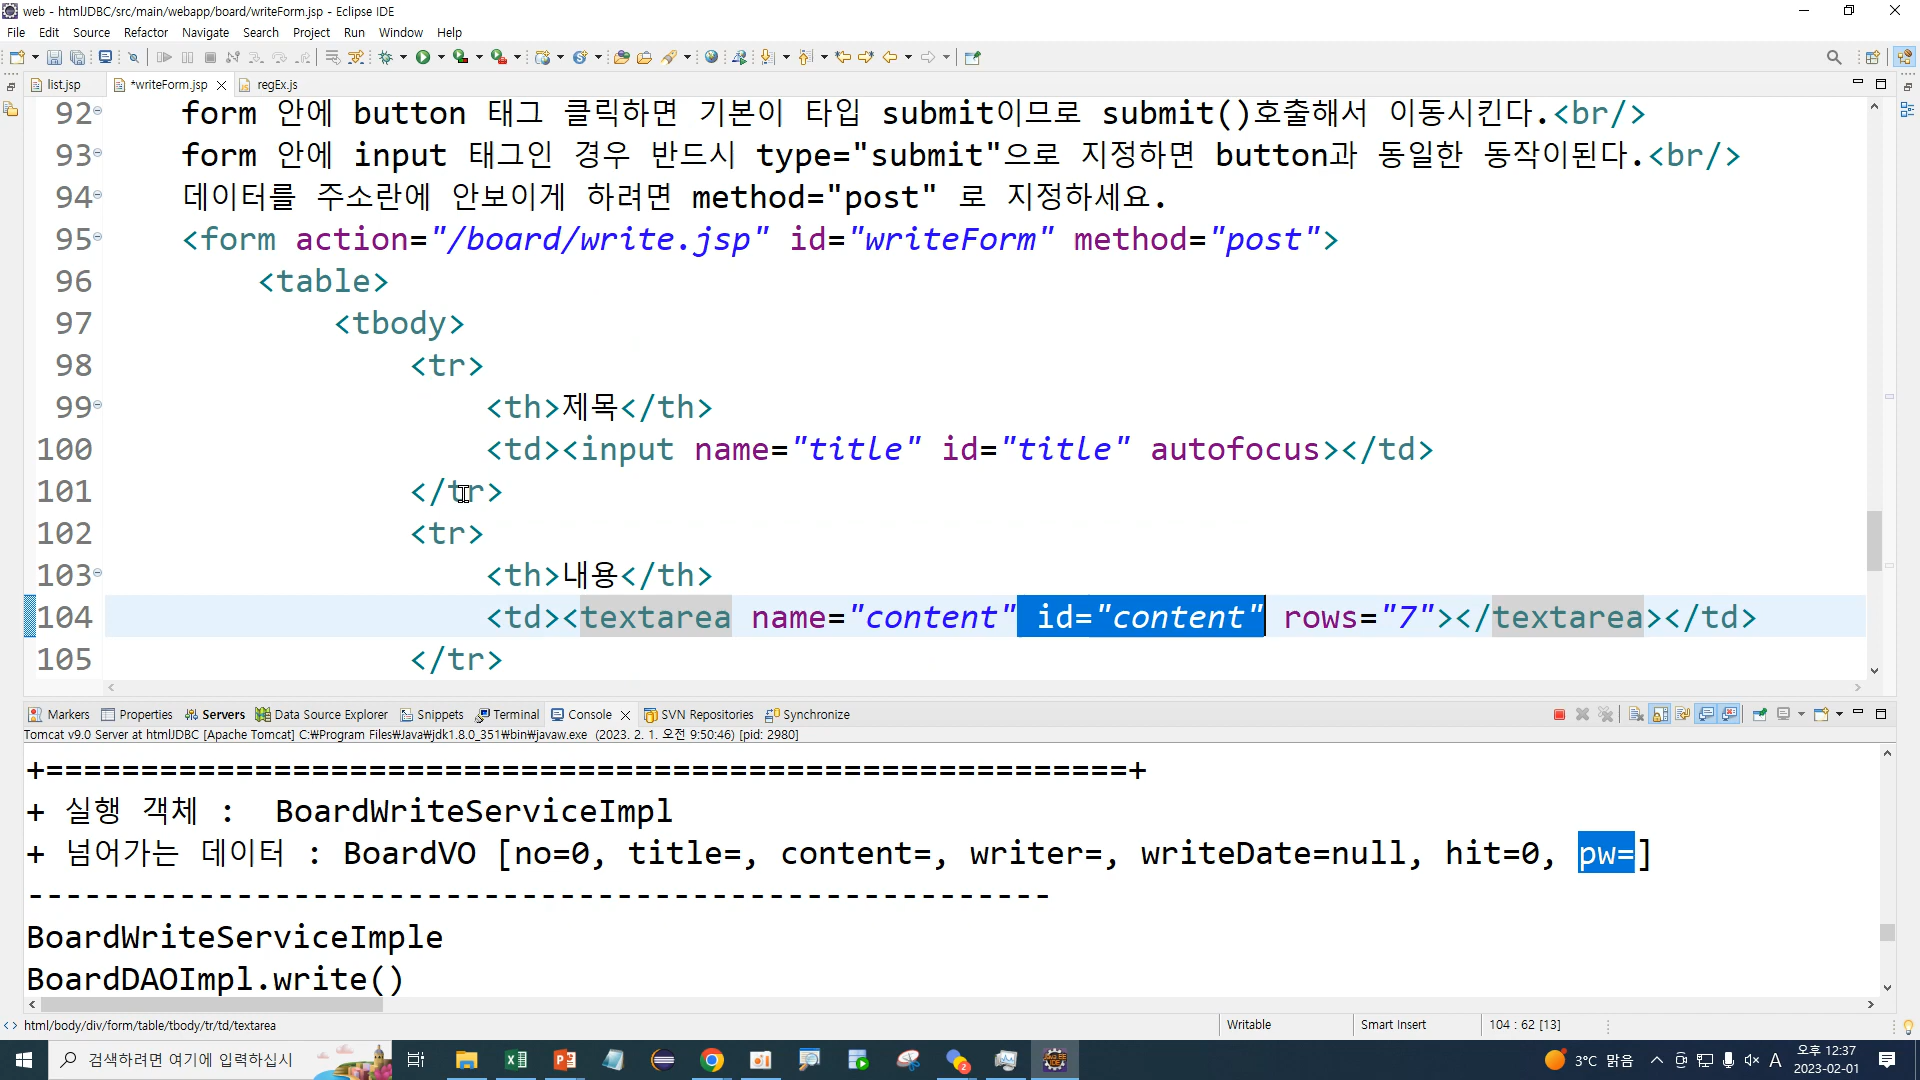 web - htmlJDBC/src/main/webapp/board/writeForm.jsp - Eclipse IDE
File Edit Source Refactor Navigate Search Project Run Window Help
list.jsp *writeForm.jsp regEx.js
92 form 안에 button 태그 클릭하면 기본이 타입 submit이므로 submit()호출해서 이동시킨다.<br/>
93 form 안에 input 태그인 경우 반드시 type="submit"으로 지정하면 button과 동일한 동작이된다.<br/>
94 데이터를 주소란에 안보이게 하려면 method="post" 로 지정하세요.
95 <form action="/board/write.jsp" id="writeForm" method="post">
96 <table>
97 <tbody>
98 <tr>
99 <th>제목</th>
100 <td><input name="title" id="title" autofocus></td>
101 </tr>
102 <tr>
103 <th>내용</th>
104 <td><textarea name="content" id="content" rows="7"></textarea></td>
105 </tr>
Markers Properties Servers Data Source Explorer Snippets Terminal Console SVN Repositories Synchronize
Tomcat v9.0 Server at htmlJDBC [Apache Tomcat] C:₩Program Files₩Java₩jdk1.8.0_351₩bin₩javaw.exe (2023. 2. 1. 오전 9:50:46) [pid: 2980]
+=========================================================+
+ 실행 객체 : BoardWriteServiceImpl
+ 넘어가는 데이터 : BoardVO [no=0, title=, content=, writer=, writeDate=null, hit=0, pw=]
------------------------------------------------------
BoardWriteServiceImple
BoardDAOImpl.write()
html/body/div/form/table/tbody/tr/td/textarea Writable Smart Insert 104 : 62 [13]
검색하려면 여기에 입력하십시 3°C 맑음 A 오후 12:37
2023-02-01